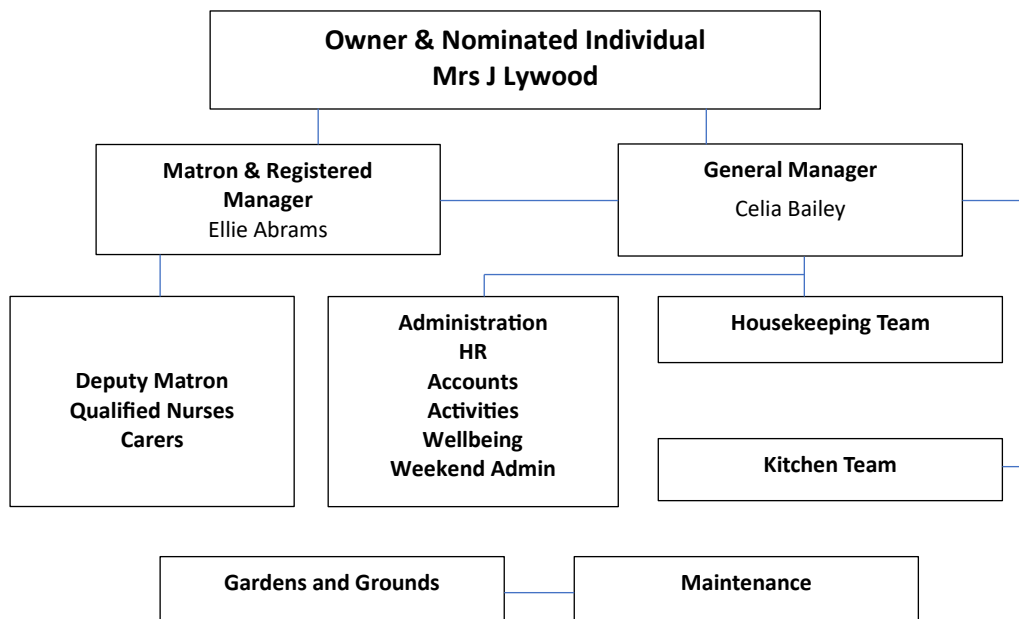 Owner & Nominated Individual
Mrs J Lywood
Matron & Registered
Manager
Ellie Abrams
General Manager
Celia Bailey
Deputy Matron
Qualified Nurses
Carers
Administration
HR
Accounts
Activities
Wellbeing
Weekend Admin
Housekeeping Team
Kitchen Team
Gardens and Grounds
Maintenance